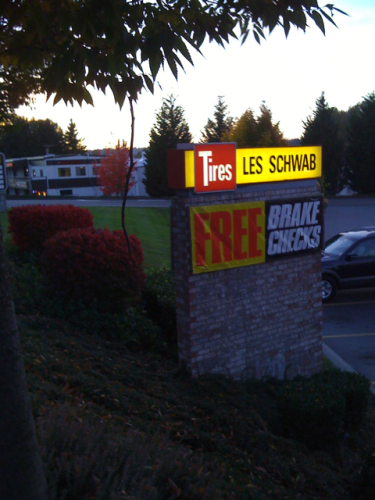 Tires LES SCHWAB
FREE BRAKE
CHECKS